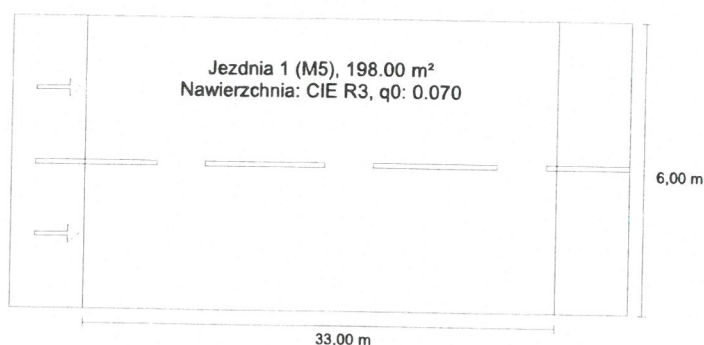 Jezdnia 1 (M5), 198.00 m²
Nawierzchnia: CIE R3, q0: 0.070
6,00 m
33,00 m